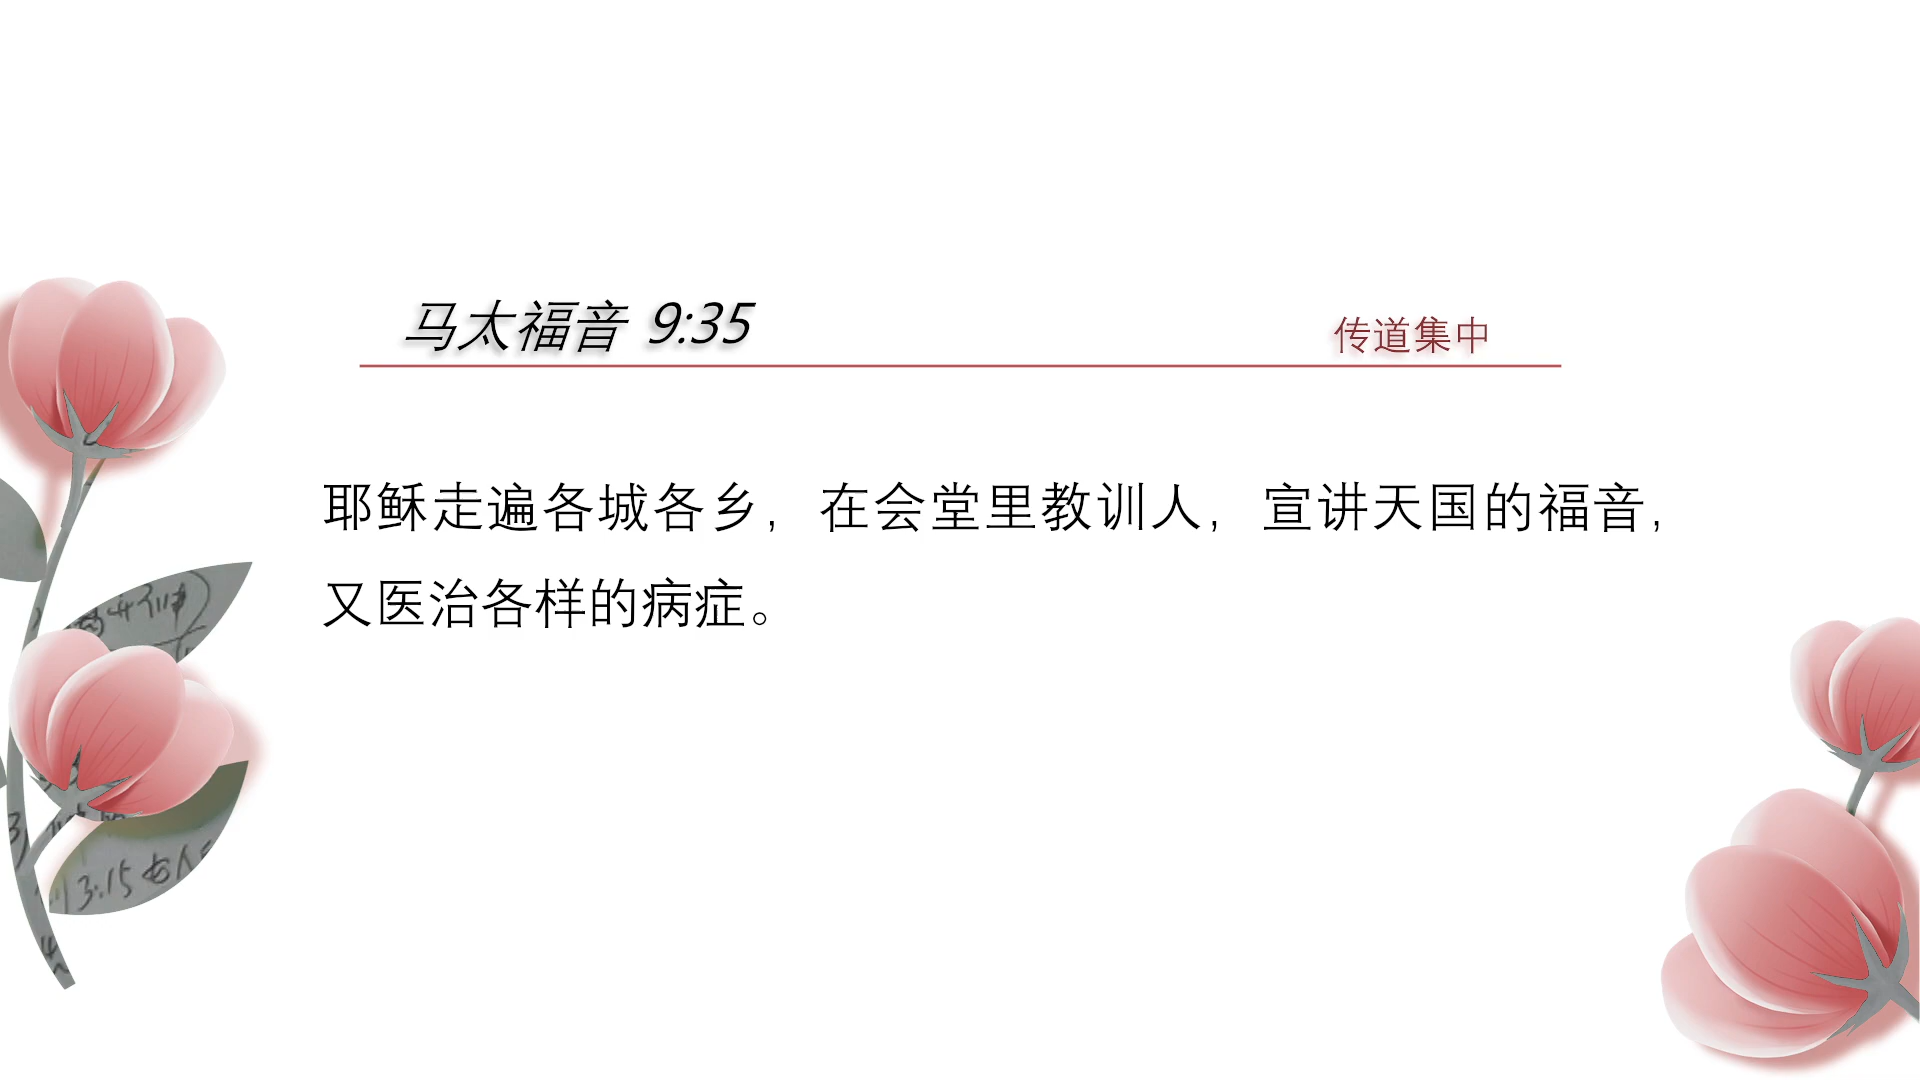 马太福音 9:35
传道集中
耶稣走遍各城各乡，在会堂里教训人，宣讲天国的福音，
又医治各样的病症。
3:15